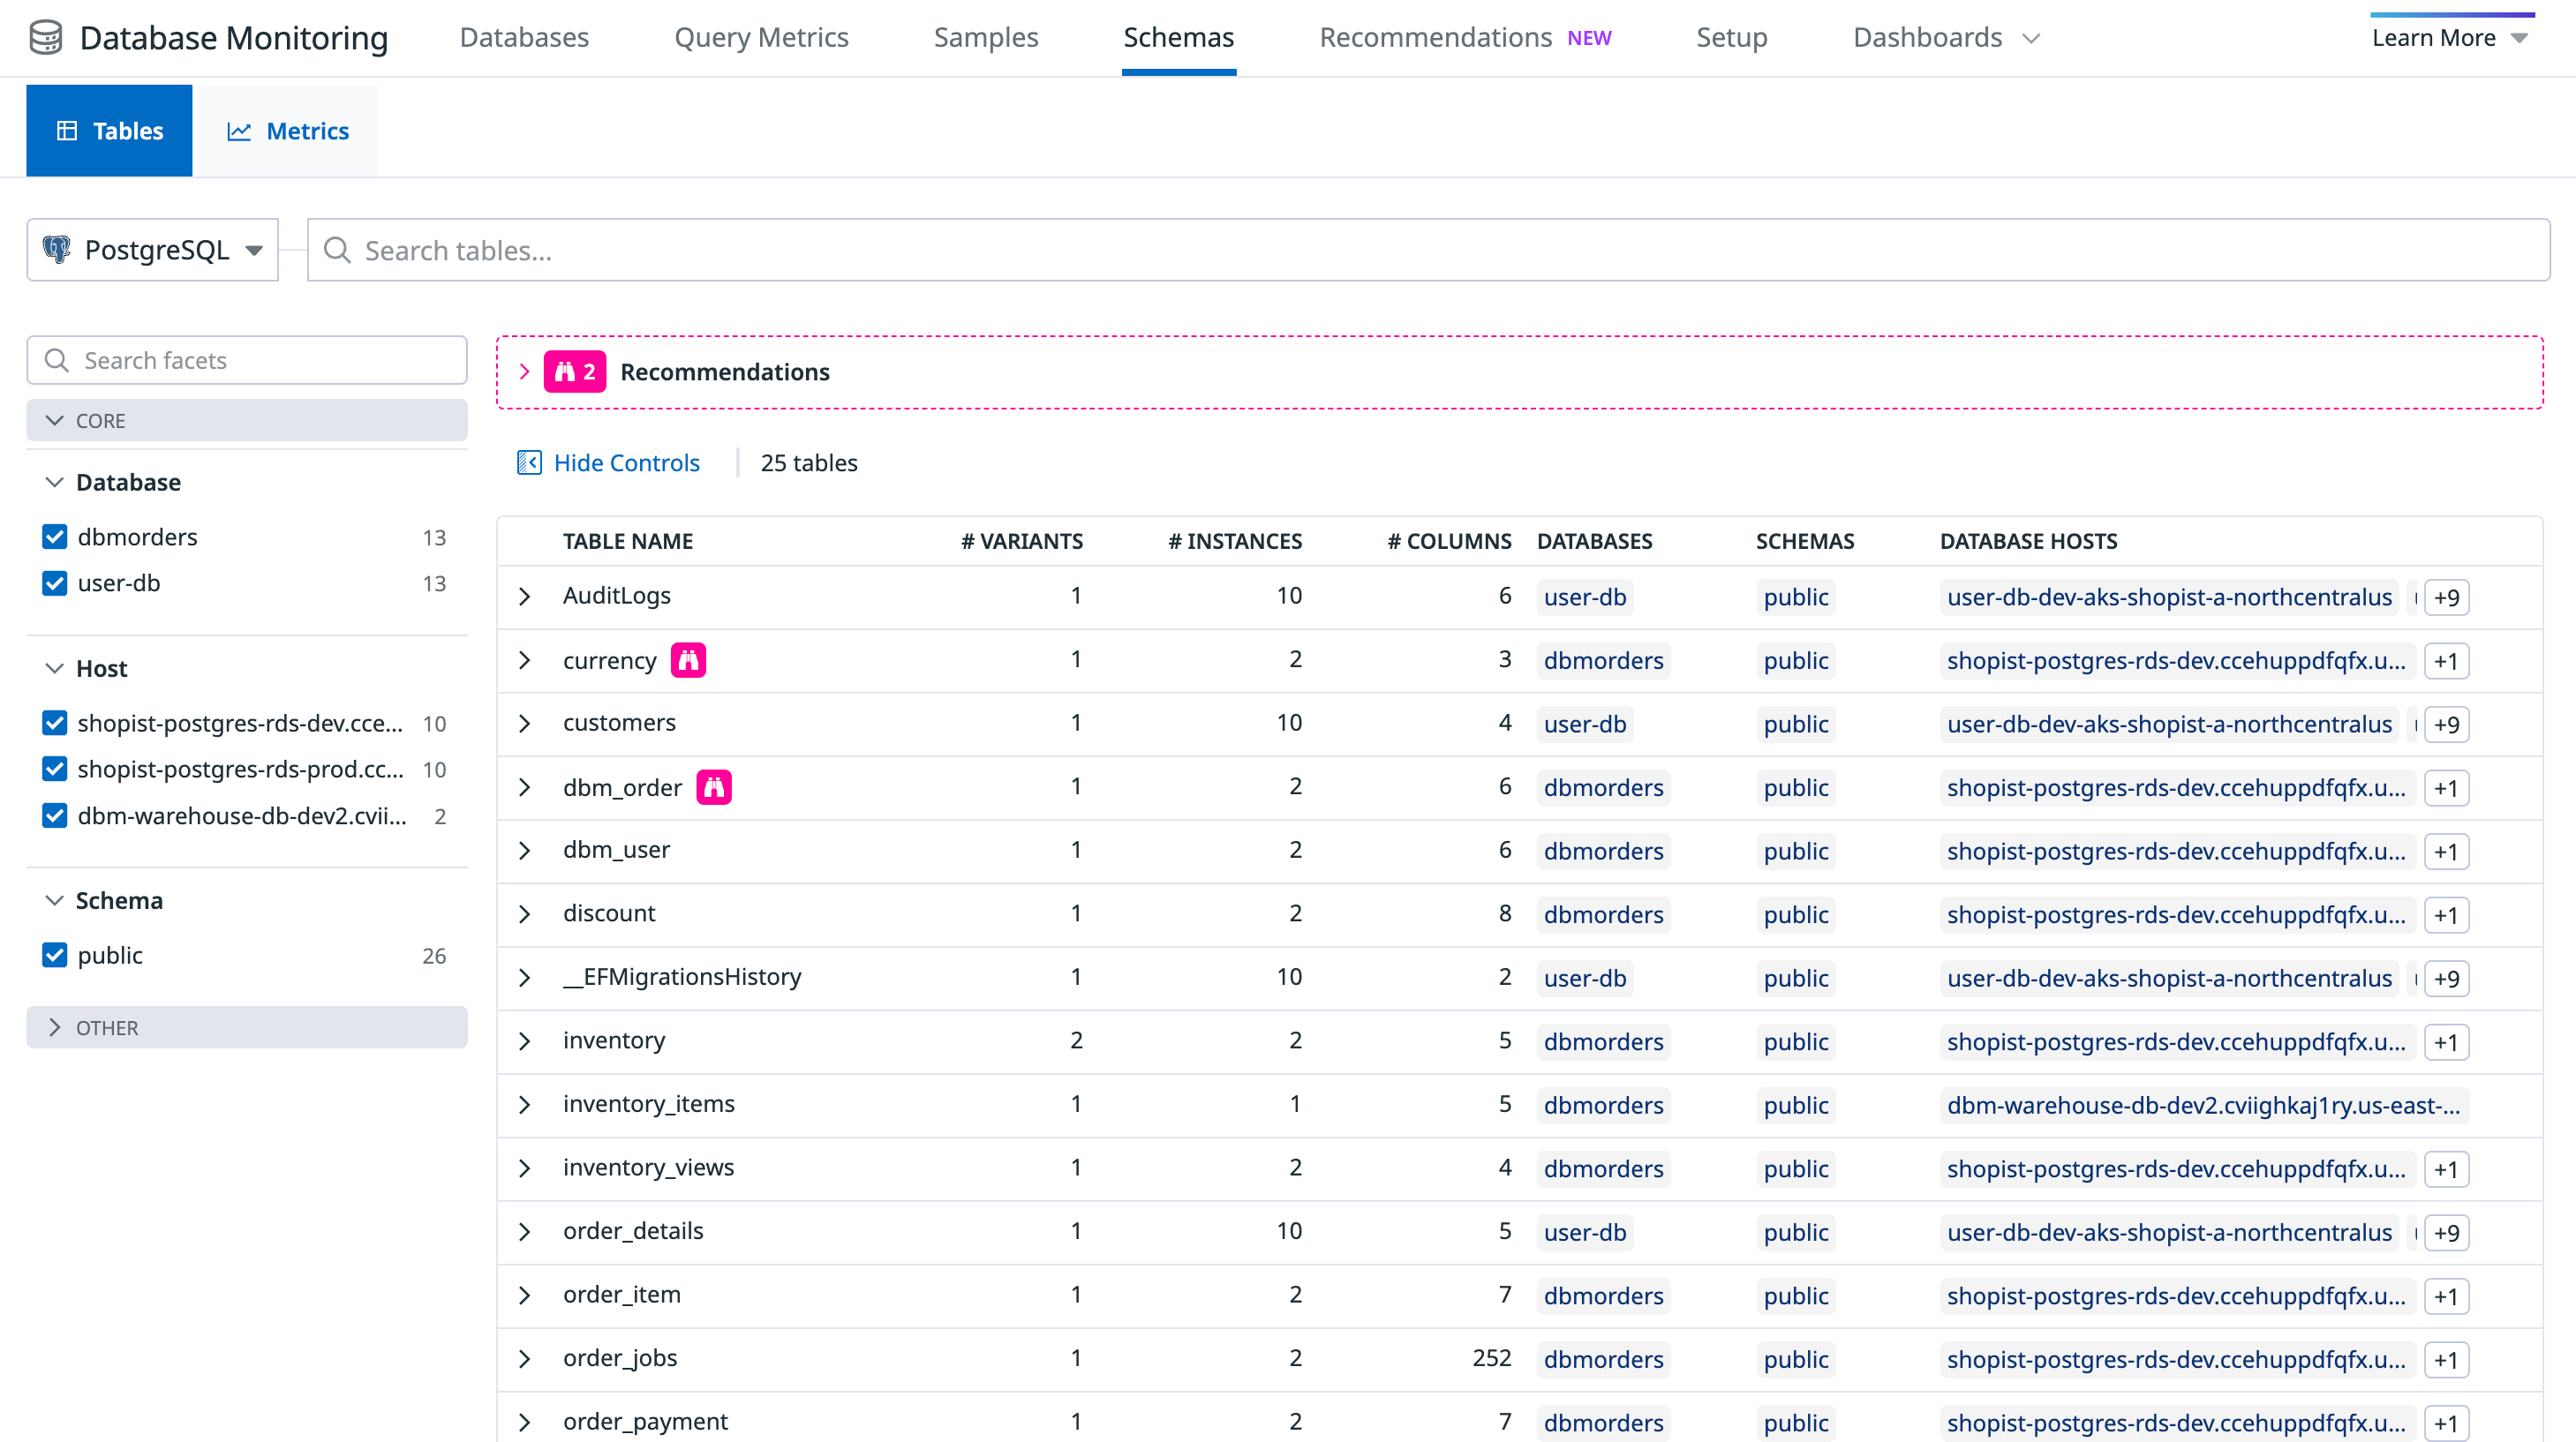 Database Monitoring Databases Query Metrics Samples Schemas Recommendations NEW Setup Dashboards Learn More
Tables Metrics
PostgreSQL Search tables...
Search facets
CORE
Database
dbmorders 13
user-db 13
Host
shopist-postgres-rds-dev.cce... 10
shopist-postgres-rds-prod.cc... 10
dbm-warehouse-db-dev2.cvii... 2
Schema
public 26
OTHER
2 Recommendations
Hide Controls 25 tables
TABLE NAME # VARIANTS # INSTANCES # COLUMNS DATABASES SCHEMAS DATABASE HOSTS
AuditLogs 1 10 6 user-db public user-db-dev-aks-shopist-a-northcentralus +9
currency 1 2 3 dbmorders public shopist-postgres-rds-dev.ccehuppdfqfx.u... +1
customers 1 10 4 user-db public user-db-dev-aks-shopist-a-northcentralus +9
dbm_order 1 2 6 dbmorders public shopist-postgres-rds-dev.ccehuppdfqfx.u... +1
dbm_user 1 2 6 dbmorders public shopist-postgres-rds-dev.ccehuppdfqfx.u... +1
discount 1 2 8 dbmorders public shopist-postgres-rds-dev.ccehuppdfqfx.u... +1
__EFMigrationsHistory 1 10 2 user-db public user-db-dev-aks-shopist-a-northcentralus +9
inventory 2 2 5 dbmorders public shopist-postgres-rds-dev.ccehuppdfqfx.u... +1
inventory_items 1 1 5 dbmorders public dbm-warehouse-db-dev2.cviighkaj1ry.us-east-...
inventory_views 1 2 4 dbmorders public shopist-postgres-rds-dev.ccehuppdfqfx.u... +1
order_details 1 10 5 user-db public user-db-dev-aks-shopist-a-northcentralus +9
order_item 1 2 7 dbmorders public shopist-postgres-rds-dev.ccehuppdfqfx.u... +1
order_jobs 1 2 252 dbmorders public shopist-postgres-rds-dev.ccehuppdfqfx.u... +1
order_payment 1 2 7 dbmorders public shopist-postgres-rds-dev.ccehuppdfqfx.u... +1